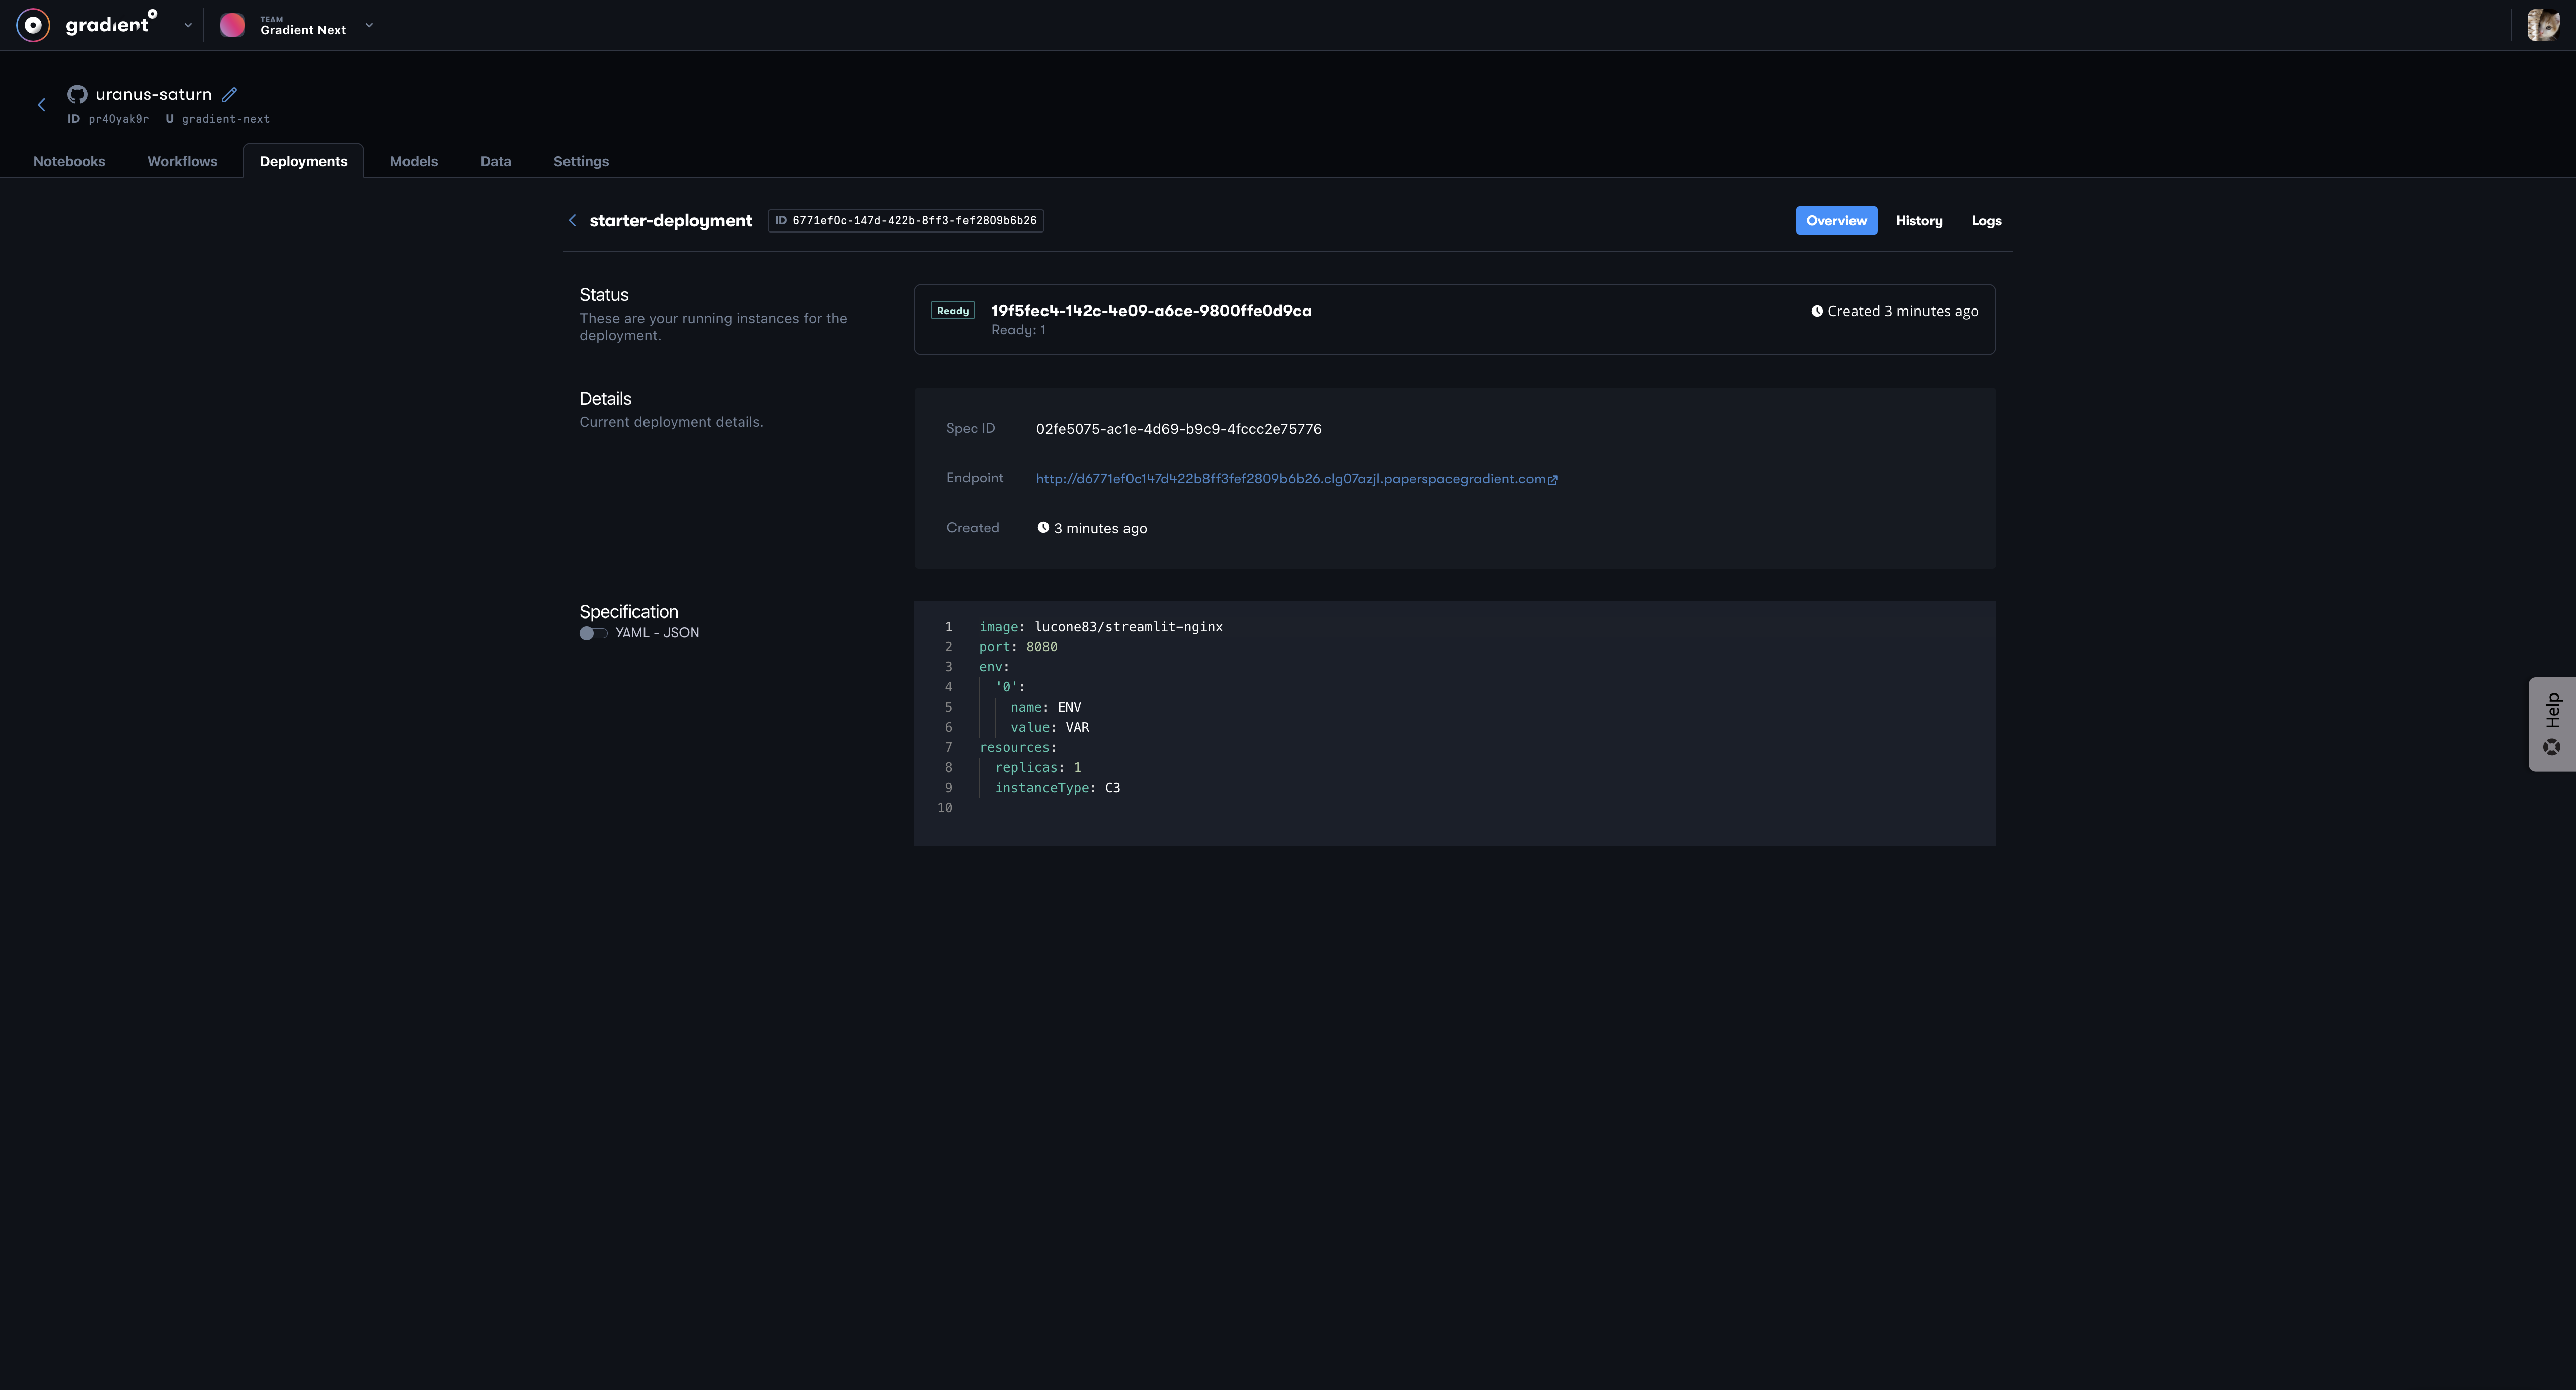 gradient
TEAM
Gradient Next
uranus-saturn
ID pr40yak9r U gradient-next
Notebooks Workflows Deployments Models Data Settings
starter-deployment ID 6771ef0c-147d-422b-8ff3-fef2809b6b26 Overview History Logs
Status
These are your running instances for the
deployment.
Ready 19f5fec4-142c-4e09-a6ce-9800ffe0d9ca Created 3 minutes ago
Ready: 1
Details
Current deployment details.
Spec ID 02fe5075-ac1e-4d69-b9c9-4fccc2e75776
Endpoint http://d6771ef0c147d422b8ff3fef2809b6b26.clg07azjl.paperspacegradient.com
Created 3 minutes ago
Specification
YAML - JSON
1 image: lucone83/streamlit-nginx
2 port: 8080
3 env:
4 '0':
5 name: ENV
6 value: VAR
7 resources:
8 replicas: 1
9 instanceType: C3
10
Help